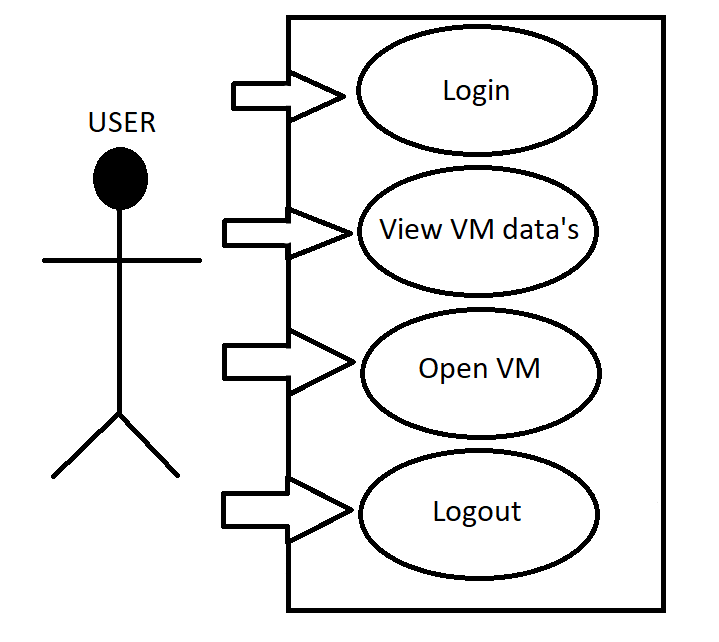 USER
Login
View VM data's
Open VM
Logout